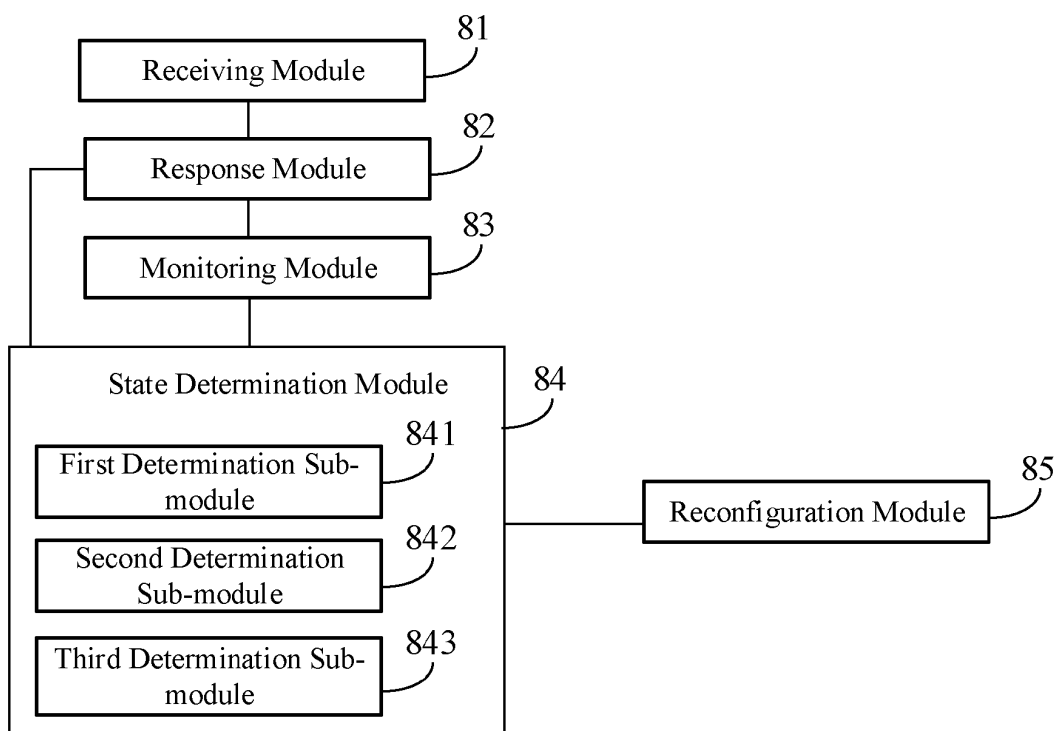 81
Receiving Module
82
Response Module
83
Monitoring Module
State Determination Module
84
841
First Determination Sub-
module
842
Second Determination
Sub-module
843
Third Determination Sub-
module
85
Reconfiguration Module